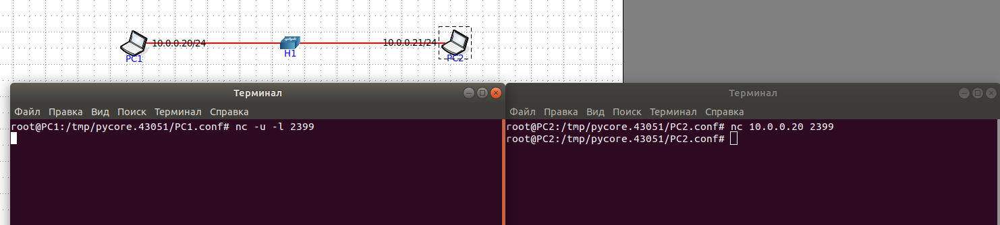 10.0.0.20/24
10.0.0.21/24
PC1
H1
PC2
Терминал
Файл Правка Вид Поиск Терминал Справка
root@PC1:/tmp/pycore.43051/PC1.conf# nc -u -l 2399
Терминал
Файл Правка Вид Поиск Терминал Справка
root@PC2:/tmp/pycore.43051/PC2.conf# nc 10.0.0.20 2399
root@PC2:/tmp/pycore.43051/PC2.conf#